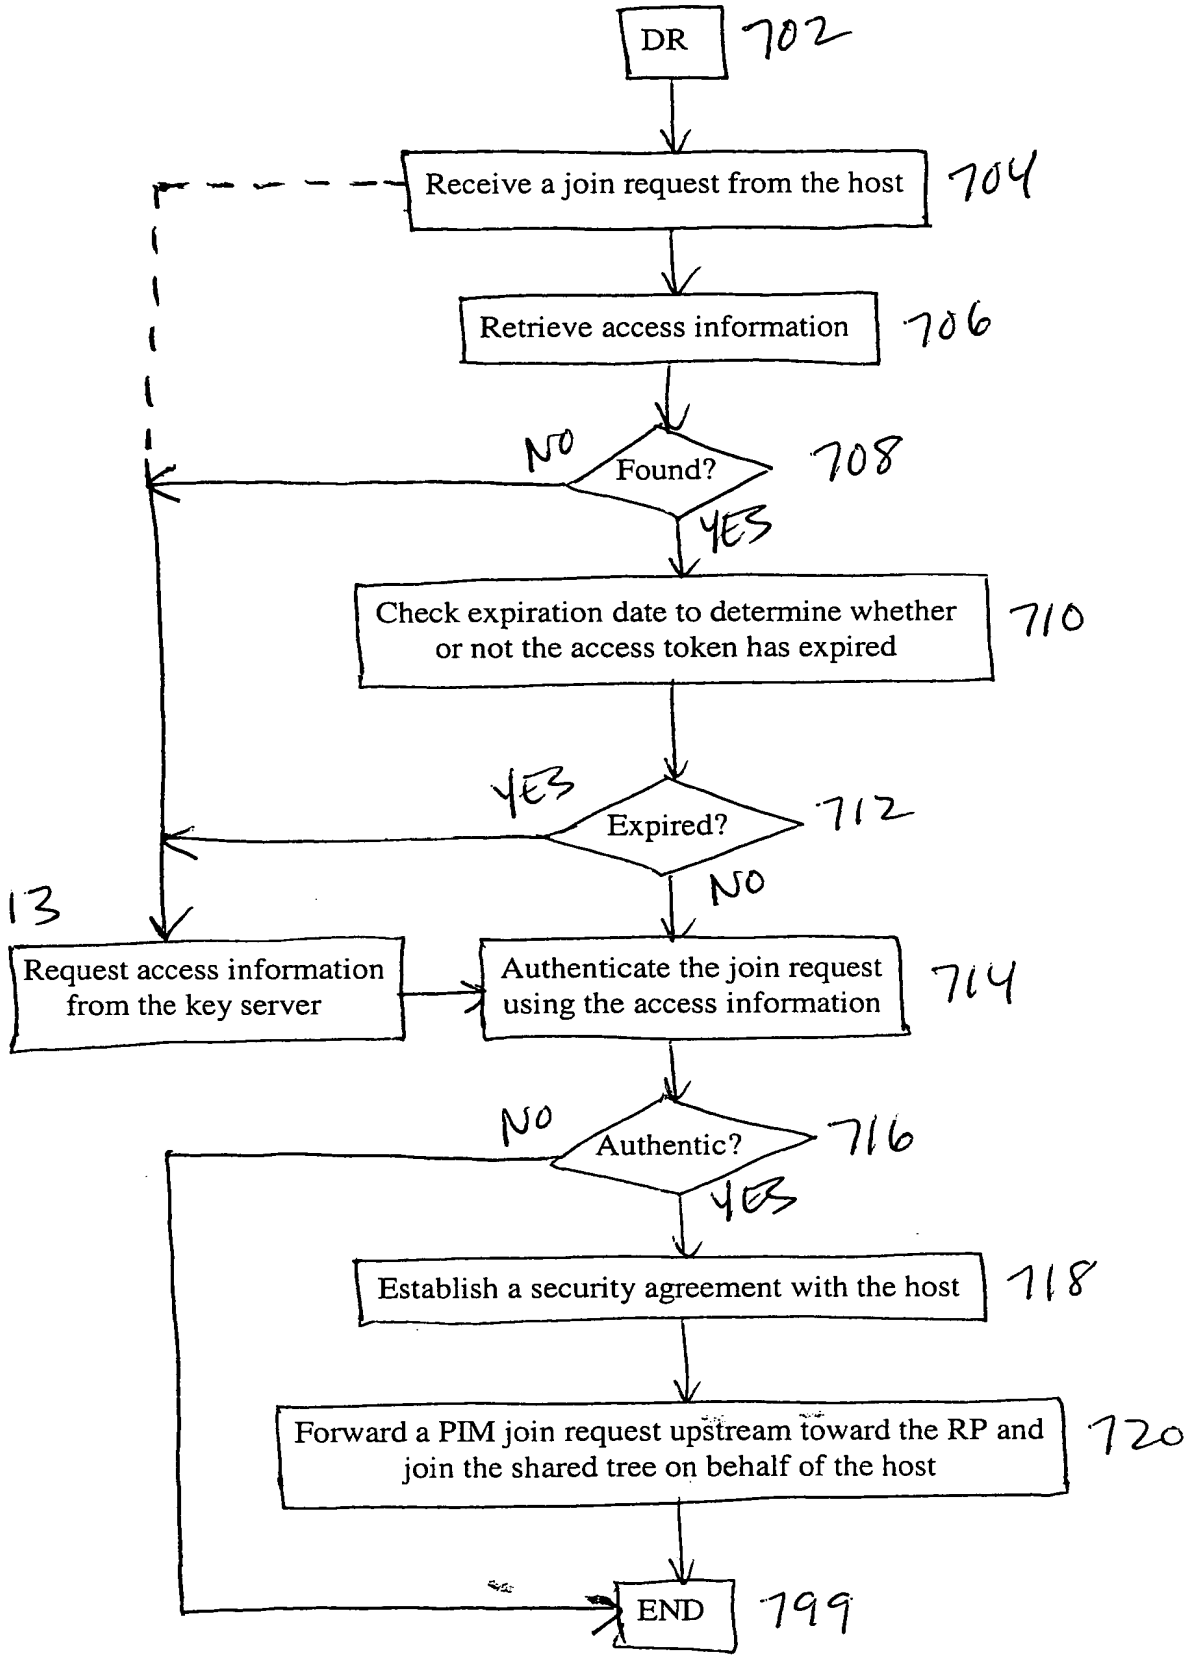 DR 702
Receive a join request from the host 704
Retrieve access information 706
NO
Found? 708
YES
Check expiration date to determine whether 710
or not the access token has expired
YES
Expired? 712
NO
13
Request access information
from the key server
Authenticate the join request 714
using the access information
NO
Authentic? 716
YES
Establish a security agreement with the host 718
Forward a PIM join request upstream toward the RP and 720
join the shared tree on behalf of the host
END 799